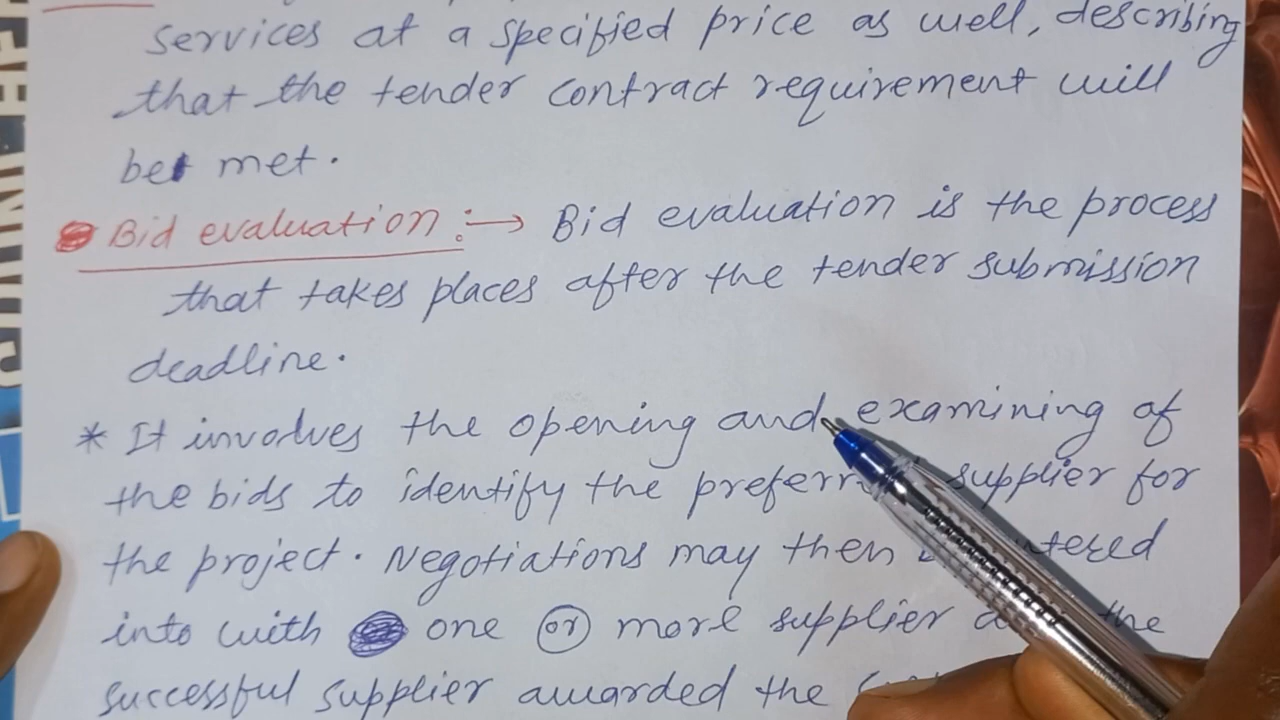 services at a specified price as well, describing
that the tender contract requirement will
be met.
Bid evaluation :→ Bid evaluation is the process
that takes places after the tender submission
deadline.
* It involves the opening and examining of
the bids to identify the supplier for
the project. Negotiations may then
into with one or more supplier the
successful supplier awarded the